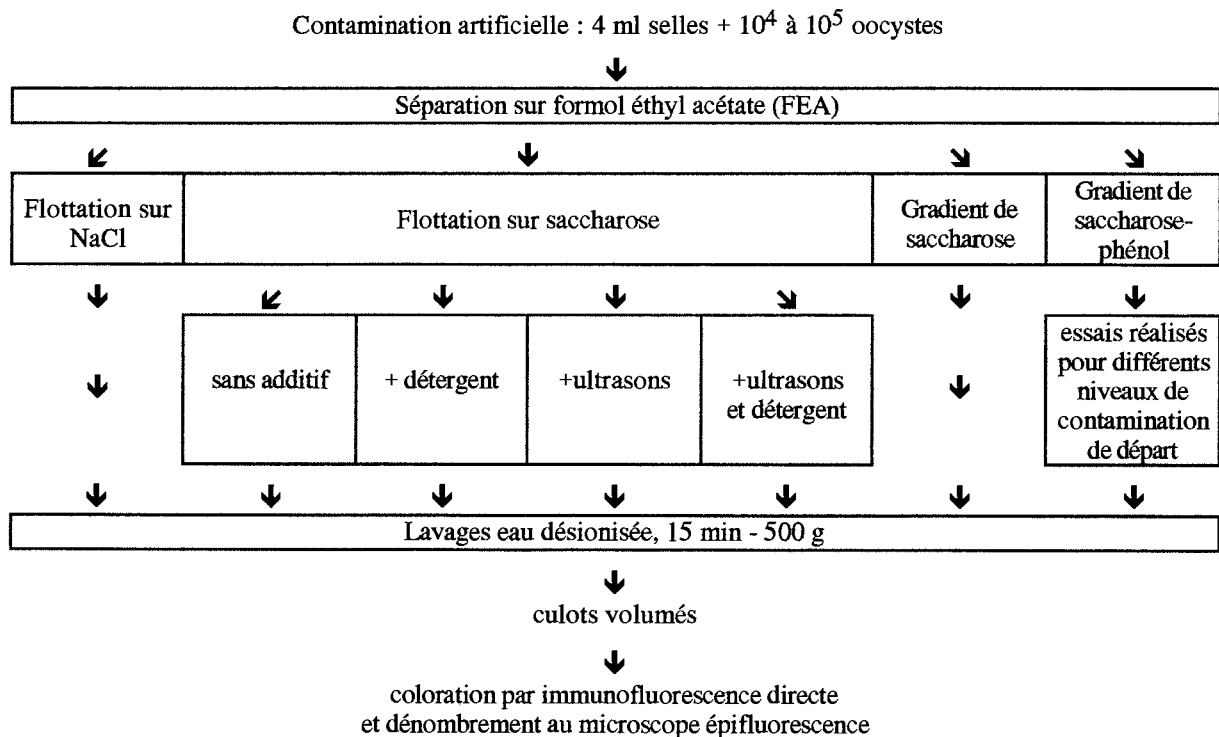 Contamination artificielle : 4 ml selles + 10⁴ à 10⁵ oocystes
Séparation sur formol éthyl acétate (FEA)
Flottation sur
NaCl
Flottation sur saccharose
Gradient de
saccharose
Gradient de
saccharose-
phénol
sans additif
+ détergent
+ultrasons
+ultrasons
et détergent
essais réalisés
pour différents
niveaux de
contamination
de départ
Lavages eau désionisée, 15 min - 500 g
culots volumés
coloration par immunofluorescence directe
et dénombrement au microscope épifluorescence